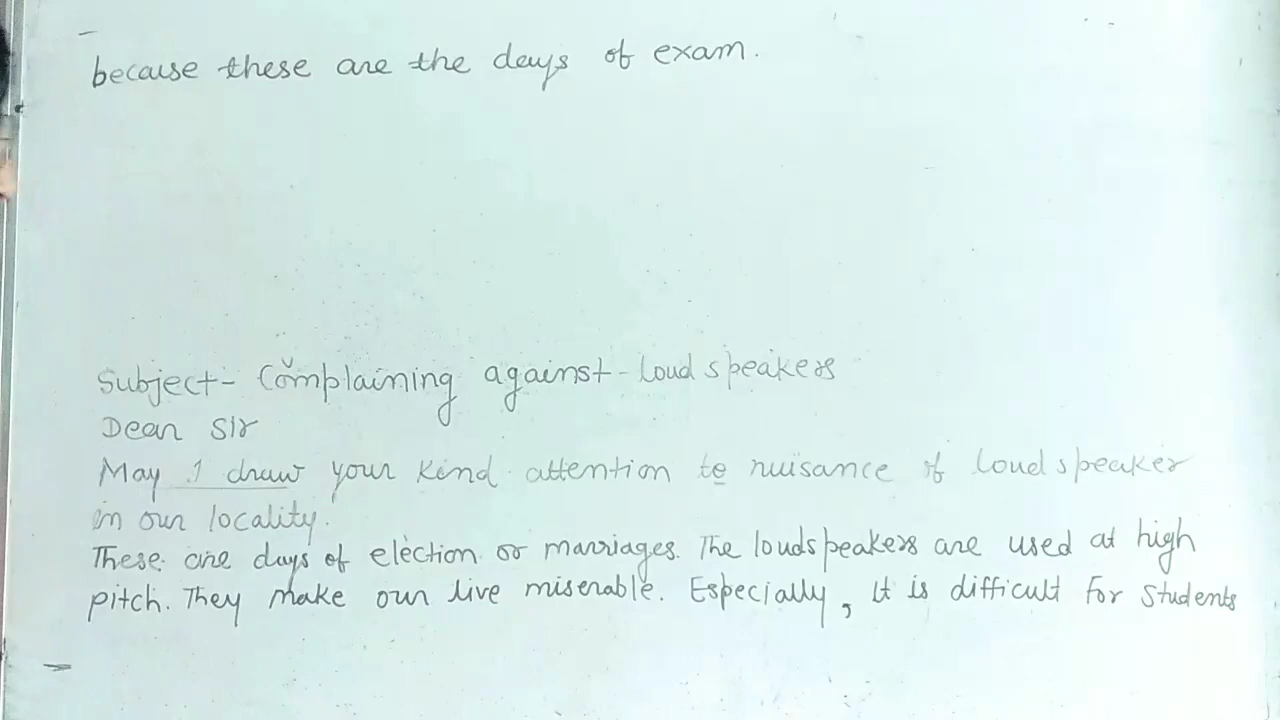 because these are the days of exam.
Subject- Complaining against loudspeakers
Dear Sir
May I draw your kind attention to nuisance of loudspeaker
in our locality.
These are days of election or marriages. The loudspeakers are used at high
pitch. They make our live miserable. Especially, it is difficult for students